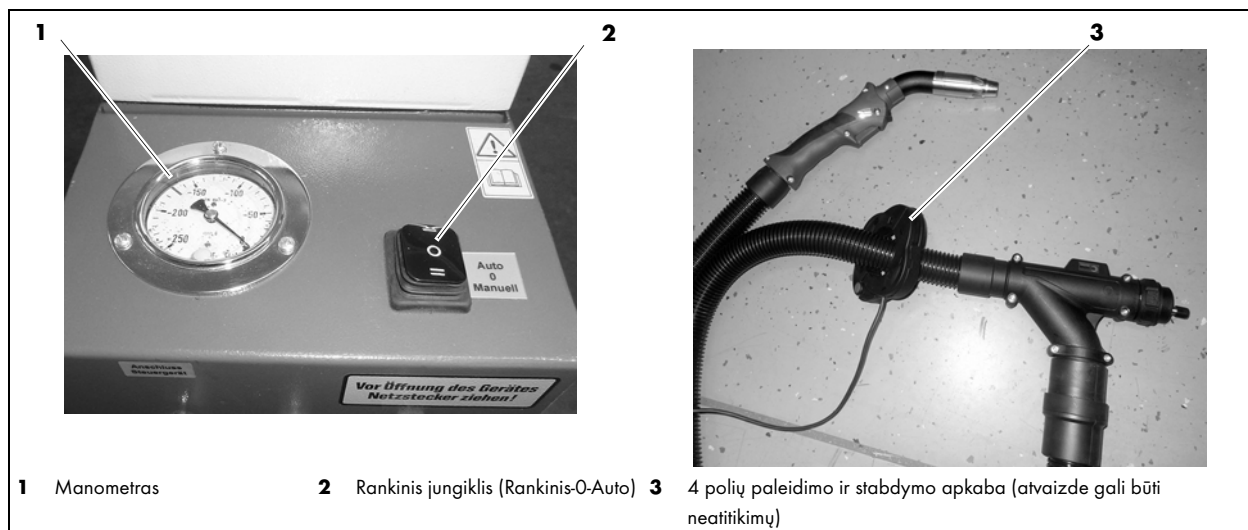 1
2
3
-250
-200
-150
-100
-50
Auto
0
Manuell
Anschluss
Steuergerät
Vor Öffnung des Gerätes
Netzstecker ziehen!
1 Manometras
2 Rankinis jungiklis (Rankinis-0-Auto)
3 4 polių paleidimo ir stabdymo apkaba (atvaizde gali būti
neatitikimų)